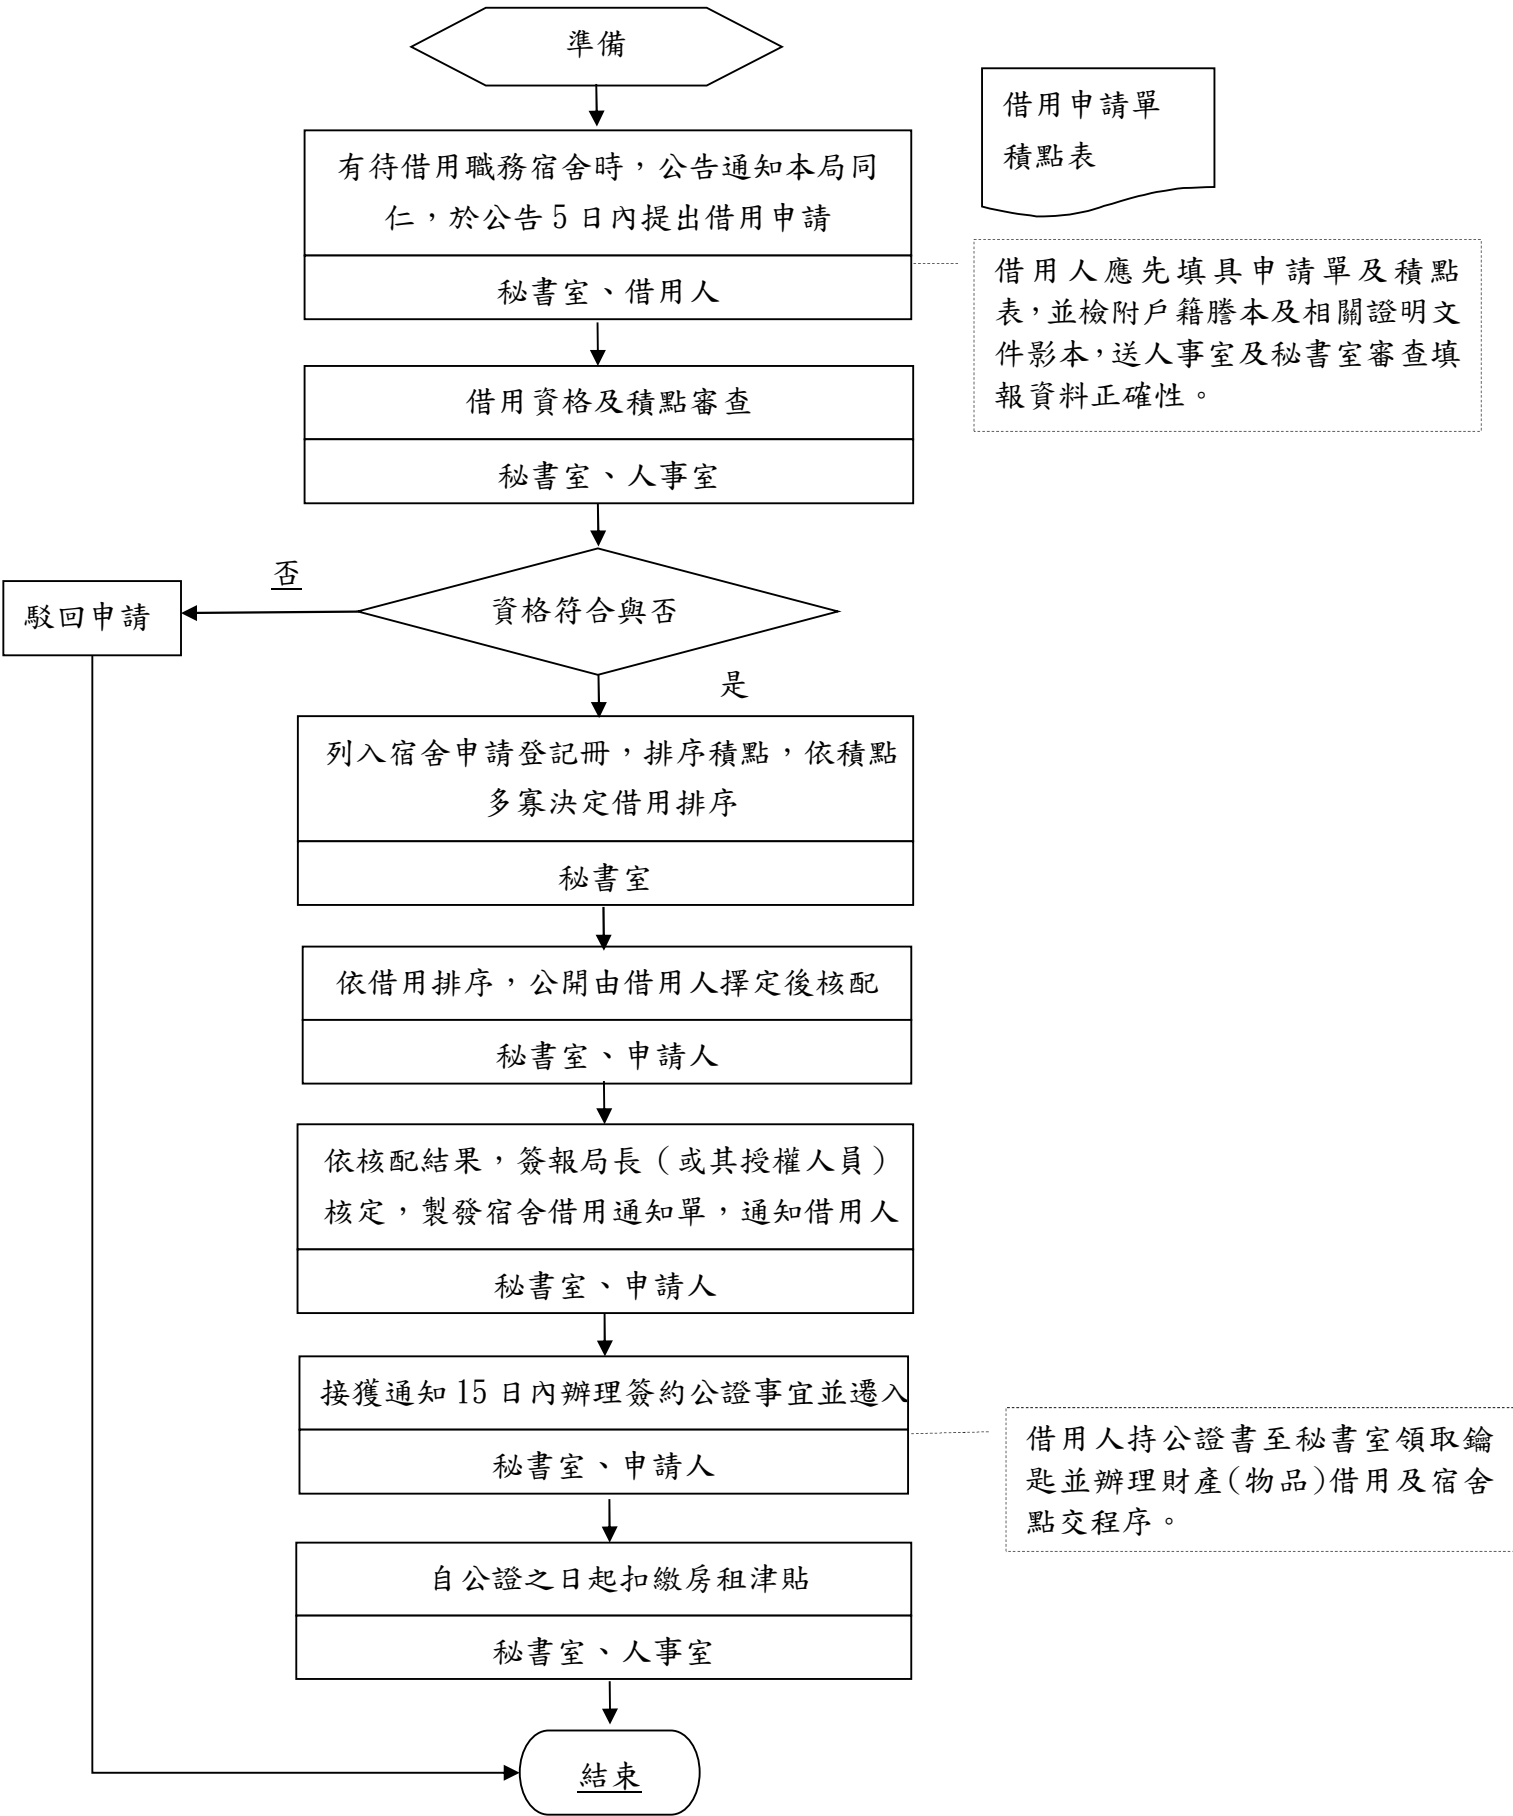 準備
借用申請單
積點表
有待借用職務宿舍時，公告通知本局同
仁，於公告 5 日內提出借用申請
秘書室、借用人
借用人應先填具申請單及積點
表，並檢附戶籍謄本及相關證明文
件影本，送人事室及秘書室審查填
報資料正確性。
借用資格及積點審查
秘書室、人事室
資格符合與否
否
駁回申請
是
列入宿舍申請登記冊，排序積點，依積點
多寡決定借用排序
秘書室
依借用排序，公開由借用人擇定後核配
秘書室、申請人
依核配結果，簽報局長（或其授權人員）
核定，製發宿舍借用通知單，通知借用人
秘書室、申請人
接獲通知 15 日內辦理簽約公證事宜並遷入
秘書室、申請人
借用人持公證書至秘書室領取鑰
匙並辦理財產(物品)借用及宿舍
點交程序。
自公證之日起扣繳房租津貼
秘書室、人事室
結束